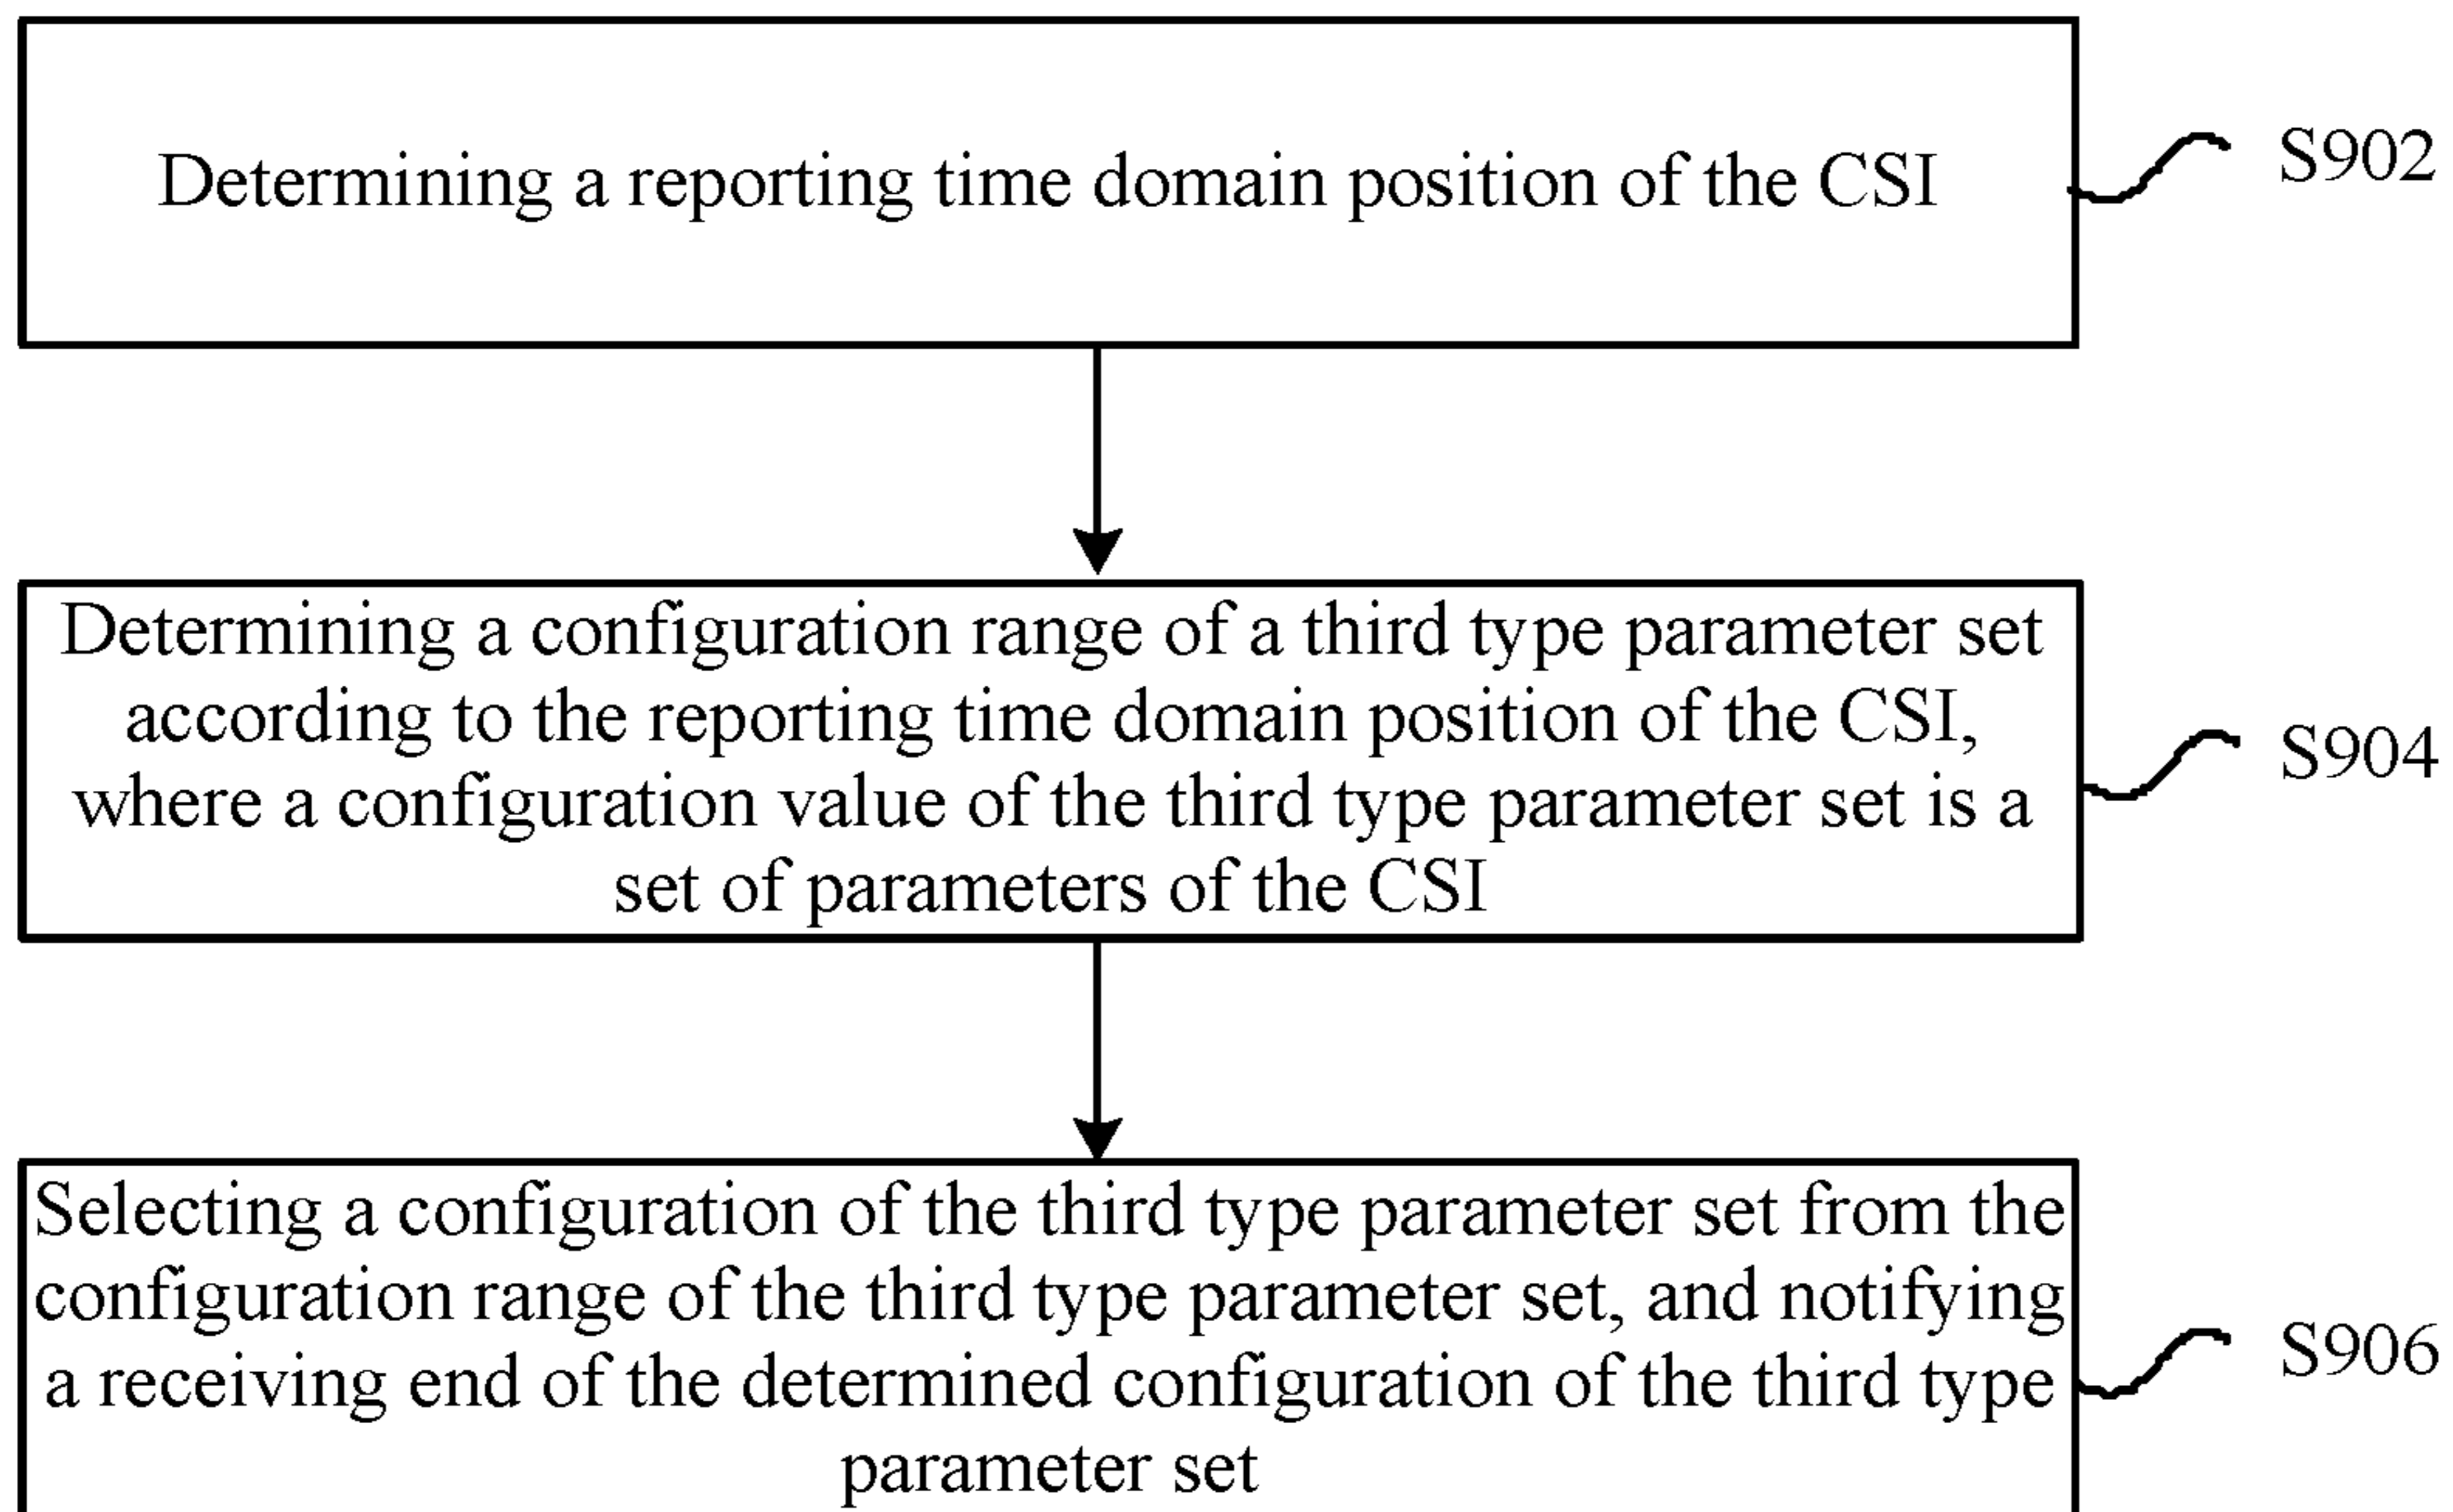 Determining a reporting time domain position of the CSI
S902
Determining a configuration range of a third type parameter set
according to the reporting time domain position of the CSI,
where a configuration value of the third type parameter set is a
set of parameters of the CSI
S904
Selecting a configuration of the third type parameter set from the
configuration range of the third type parameter set, and notifying
a receiving end of the determined configuration of the third type
parameter set
S906